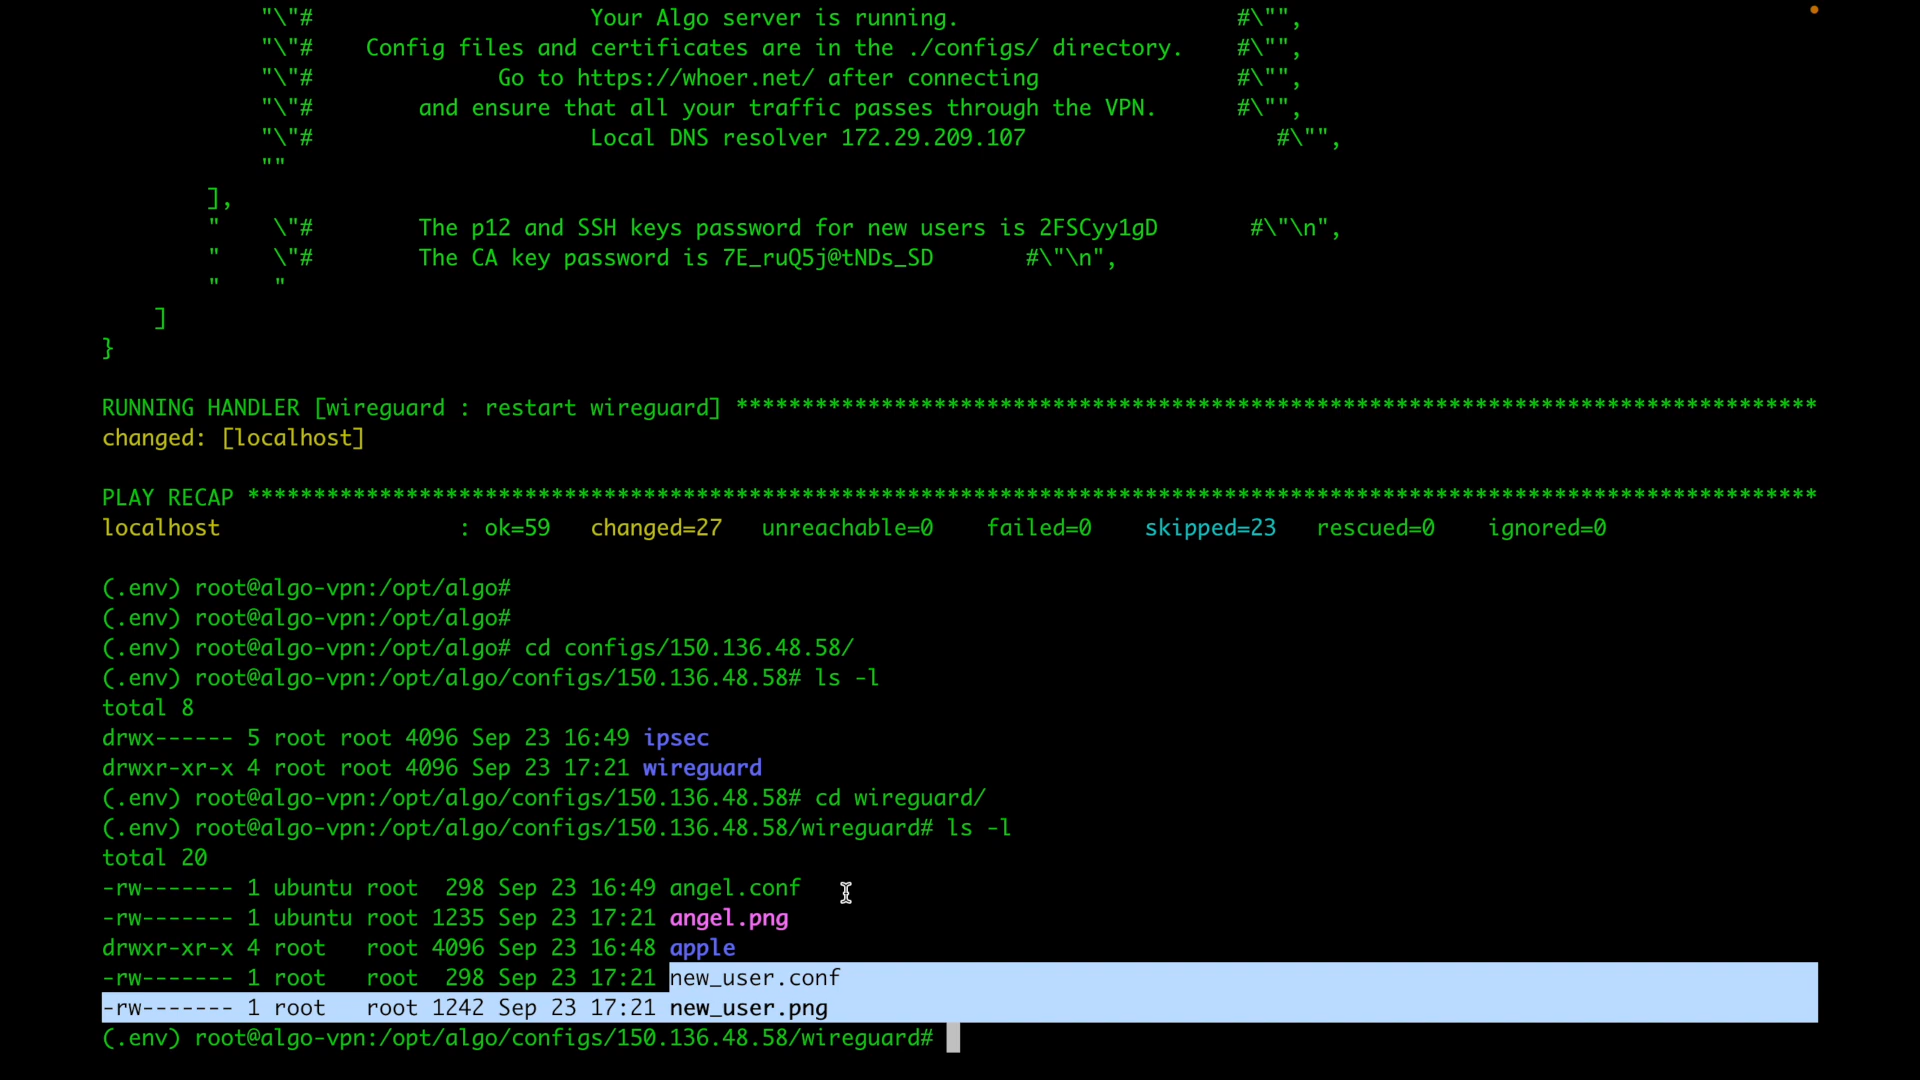 "\"# Your Algo server is running. #\"",
"\"# Config files and certificates are in the ./configs/ directory. #\"",
"\"# Go to https://whoer.net/ after connecting #\"",
"\"# and ensure that all your traffic passes through the VPN. #\"",
"\"# Local DNS resolver 172.29.209.107 #\"",
""
],
" \"# The p12 and SSH keys password for new users is 2FSCyy1gD #\"\n",
" \"# The CA key password is 7E_ruQ5j@tNDs_SD #\"\n",
" "
]
}
RUNNING HANDLER [wireguard : restart wireguard] **********************************************************************************
changed: [localhost]
PLAY RECAP ***********************************************************************************************************************
localhost : ok=59 changed=27 unreachable=0 failed=0 skipped=23 rescued=0 ignored=0
(.env) root@algo-vpn:/opt/algo#
(.env) root@algo-vpn:/opt/algo#
(.env) root@algo-vpn:/opt/algo# cd configs/150.136.48.58/
(.env) root@algo-vpn:/opt/algo/configs/150.136.48.58# ls -l
total 8
drwx------ 5 root root 4096 Sep 23 16:49 ipsec
drwxr-xr-x 4 root root 4096 Sep 23 17:21 wireguard
(.env) root@algo-vpn:/opt/algo/configs/150.136.48.58# cd wireguard/
(.env) root@algo-vpn:/opt/algo/configs/150.136.48.58/wireguard# ls -l
total 20
-rw------- 1 ubuntu root 298 Sep 23 16:49 angel.conf
-rw------- 1 ubuntu root 1235 Sep 23 17:21 angel.png
drwxr-xr-x 4 root root 4096 Sep 23 16:48 apple
-rw------- 1 root root 298 Sep 23 17:21 new_user.conf
-rw------- 1 root root 1242 Sep 23 17:21 new_user.png
(.env) root@algo-vpn:/opt/algo/configs/150.136.48.58/wireguard#